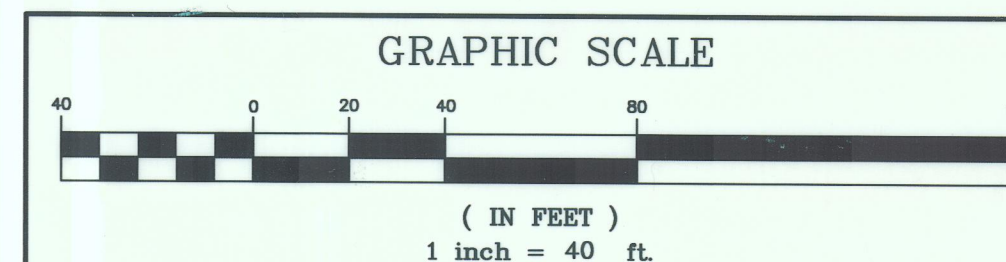 GRAPHIC SCALE
40 0 20 40 80
( IN FEET )
1 inch = 40 ft.